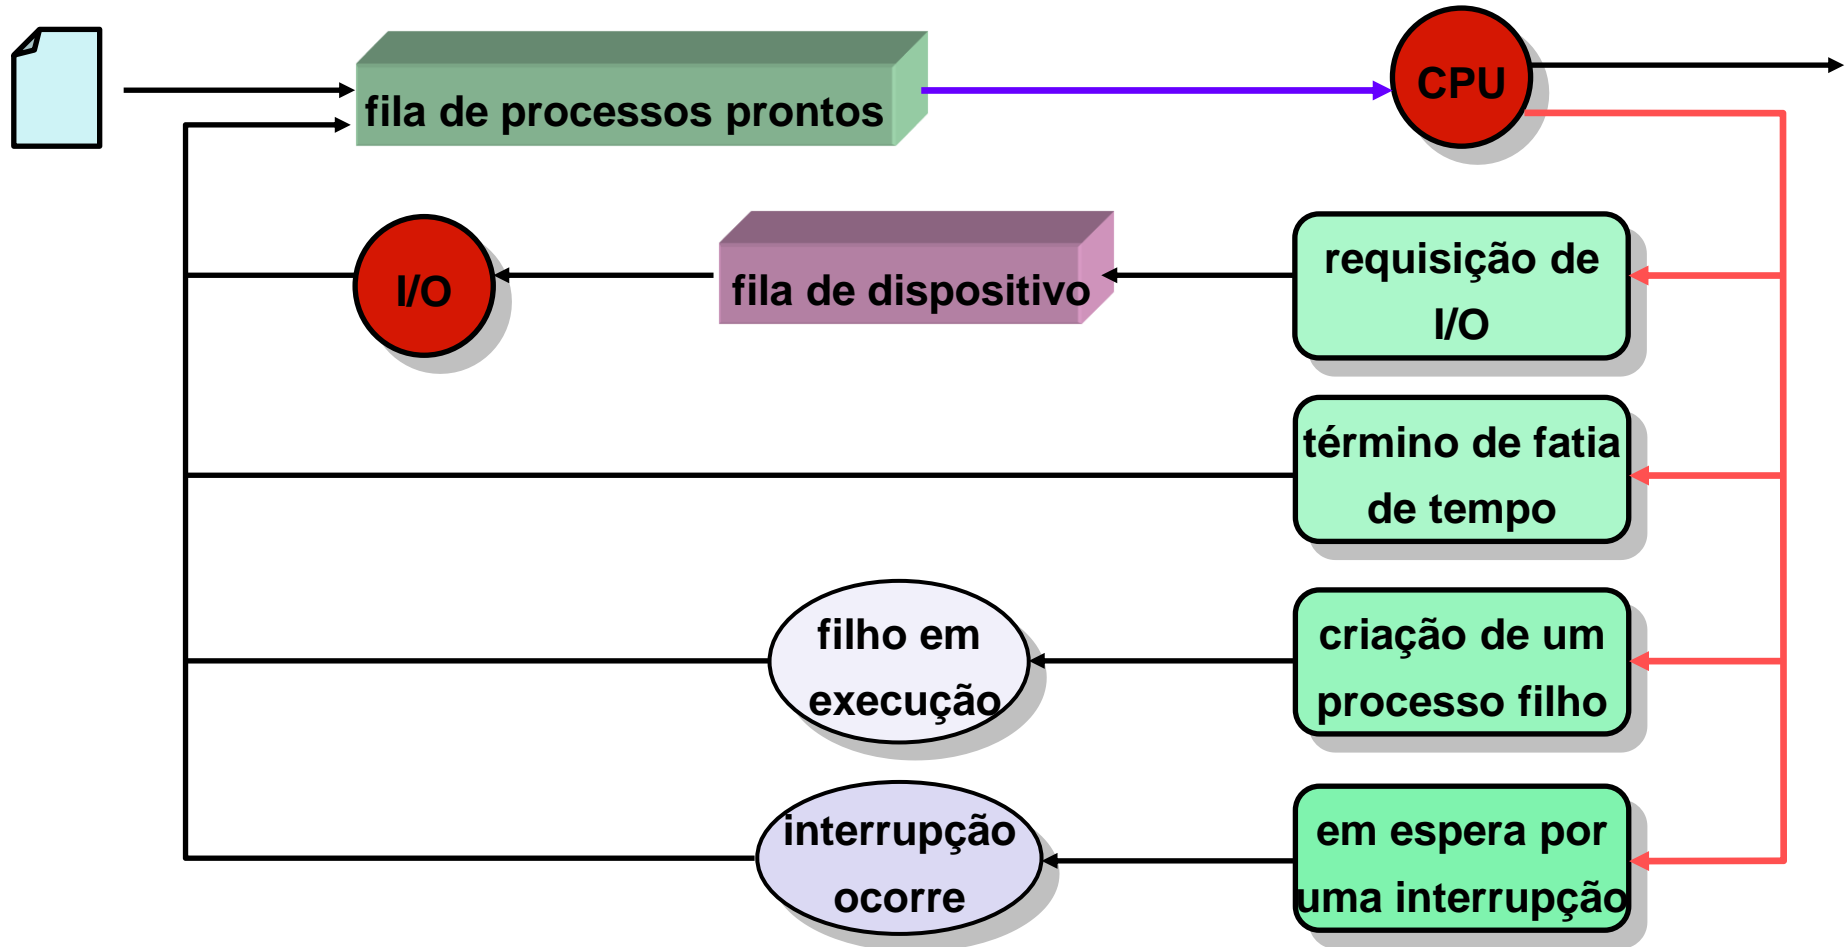 fila de processos prontos
CPU
I/O
fila de dispositivo
requisição de
I/O
término de fatia
de tempo
filho em
execução
criação de um
processo filho
interrupção
ocorre
em espera por
uma interrupção